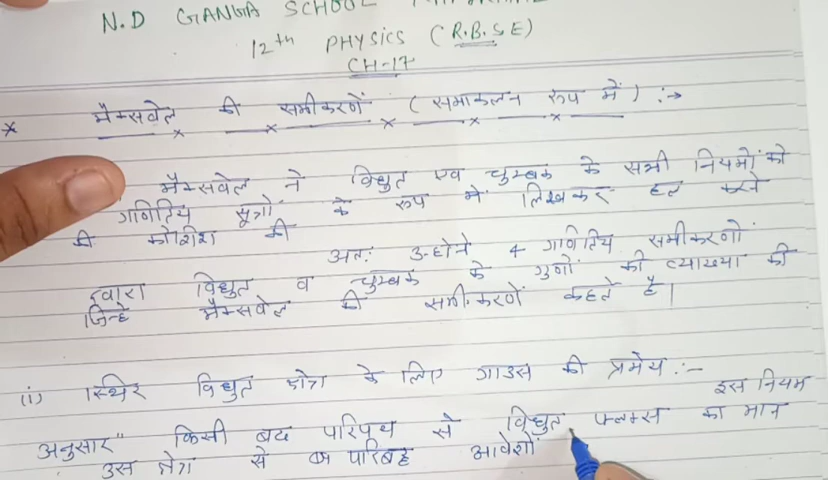 N.D GANGA SCHOOL
12th PHYSICS (R.B.S.E)
CH-17
* मैक्सवेल की समीकरणें (समाकलन रूप में) :→
मैक्सवेल ने विधुत एव चुम्बक के सभी नियमों को
गणितिय सूत्रों के रूप में लिखकर हल करने
की कोशिश की
अतः उन्होने 4 गाणितिय समीकरणों
द्वारा विधुत व चुम्बक के गुणों की व्याख्या की
जिन्हे मैक्सवेल की समीकरणें कहते है।
(i) स्थिर विधुत क्षेत्र के लिए गाउस की प्रमेय :-
इस नियम
अनुसार" किसी बद परिपथ से विधुत फ्लक्स का मान
उस क्षेत्र से परिबद्ध आवेशों